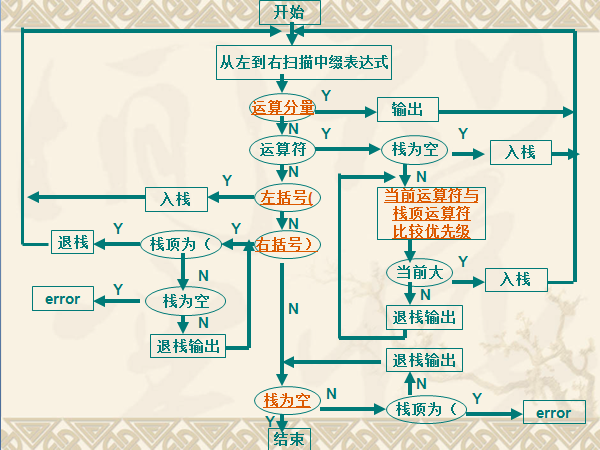 开始
从左到右扫描中缀表达式
运算分量
Y
输出
N
运算符
Y
栈为空
Y
入栈
N
N
左括号(
Y
入栈
当前运算符与
栈顶运算符
比较优先级
N
右括号）
Y
栈顶为（
Y
退栈
N
当前大
Y
入栈
N
栈为空
Y
error
N
退栈输出
N
退栈输出
退栈输出
N
栈为空
N
栈顶为（
Y
error
Y
结束